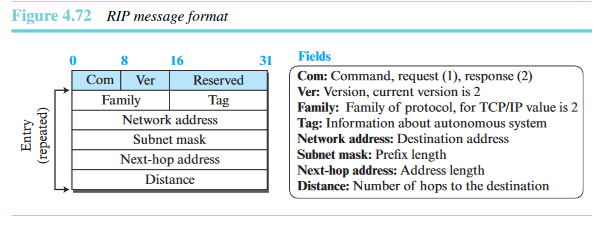 Figure 4.72 RIP message format
0 8 16 31
Com Ver Reserved
Family Tag
Network address
Subnet mask
Next-hop address
Distance
Entry
(repeated)
Fields
Com: Command, request (1), response (2)
Ver: Version, current version is 2
Family: Family of protocol, for TCP/IP value is 2
Tag: Information about autonomous system
Network address: Destination address
Subnet mask: Prefix length
Next-hop address: Address length
Distance: Number of hops to the destination